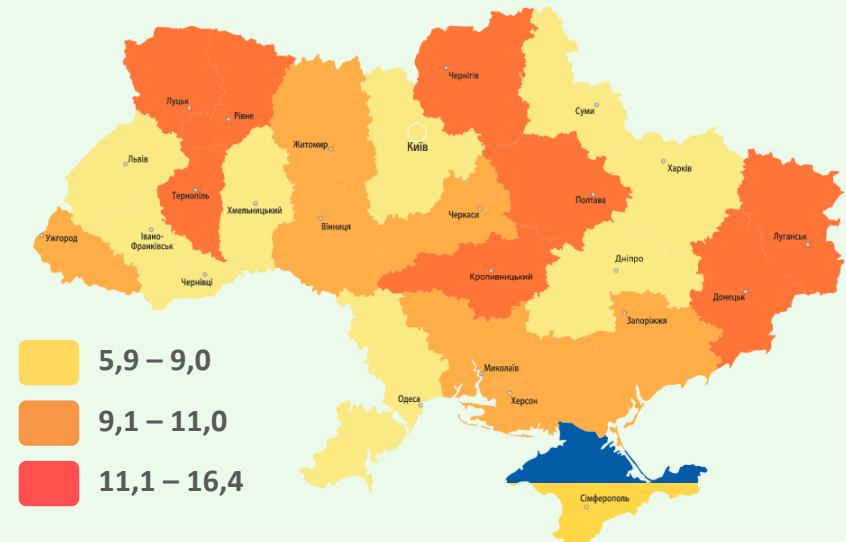 Чернігів
Луцьк
Рівне
Суми
Житомир
Київ
Львів
Харків
Тернопіль
Хмельницький
Полтава
Черкаси
Вінниця
Ужгород
Івано-
Франківськ
Луганськ
Дніпро
Чернівці
Кропивницький
Донецьк
Запоріжжя
Миколаїв
Одеса
Херсон
Сімферополь
5,9 – 9,0
9,1 – 11,0
11,1 – 16,4